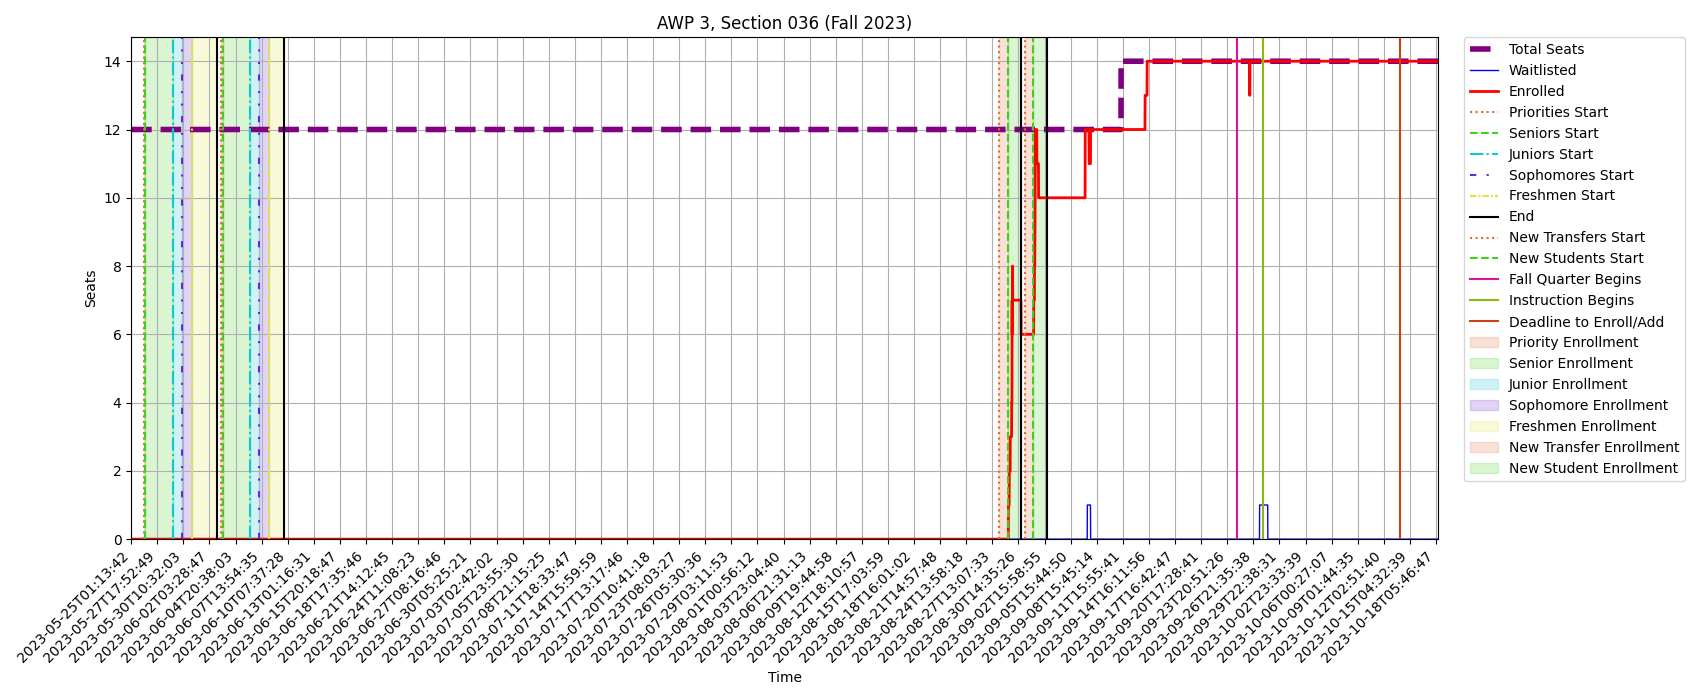 AWP 3, Section 036 (Fall 2023)
Seats
14
12
10
8
6
4
2
0
2023-05-25T01:13:42
2023-05-27T17:52:49
2023-05-30T10:32:03
2023-06-02T03:28:47
2023-06-04T20:38:03
2023-06-07T13:54:35
2023-06-10T07:37:28
2023-06-13T01:16:31
2023-06-15T20:18:47
2023-06-18T17:35:46
2023-06-21T14:12:45
2023-06-24T11:08:23
2023-06-27T08:16:46
2023-06-30T05:25:21
2023-07-03T02:42:02
2023-07-05T23:55:30
2023-07-08T21:15:25
2023-07-11T18:33:47
2023-07-14T15:59:59
2023-07-17T13:17:46
2023-07-20T10:41:18
2023-07-23T08:03:27
2023-07-26T05:30:36
2023-07-29T03:11:53
2023-08-01T00:56:12
2023-08-03T23:04:40
2023-08-06T21:31:13
2023-08-09T19:44:58
2023-08-12T18:10:57
2023-08-15T17:03:59
2023-08-18T16:01:02
2023-08-21T14:57:48
2023-08-24T13:58:18
2023-08-27T13:07:33
2023-08-30T14:35:26
2023-09-02T15:58:55
2023-09-05T15:44:50
2023-09-08T15:45:14
2023-09-11T15:55:41
2023-09-14T16:11:56
2023-09-17T16:42:47
2023-09-20T17:28:41
2023-09-23T20:51:26
2023-09-26T21:35:38
2023-09-29T22:38:31
2023-10-02T23:33:39
2023-10-06T00:27:07
2023-10-09T01:44:35
2023-10-12T02:51:40
2023-10-15T04:32:39
2023-10-18T05:46:47
Time
Total Seats
Waitlisted
Enrolled
Priorities Start
Seniors Start
Juniors Start
Sophomores Start
Freshmen Start
End
New Transfers Start
New Students Start
Fall Quarter Begins
Instruction Begins
Deadline to Enroll/Add
Priority Enrollment
Senior Enrollment
Junior Enrollment
Sophomore Enrollment
Freshmen Enrollment
New Transfer Enrollment
New Student Enrollment